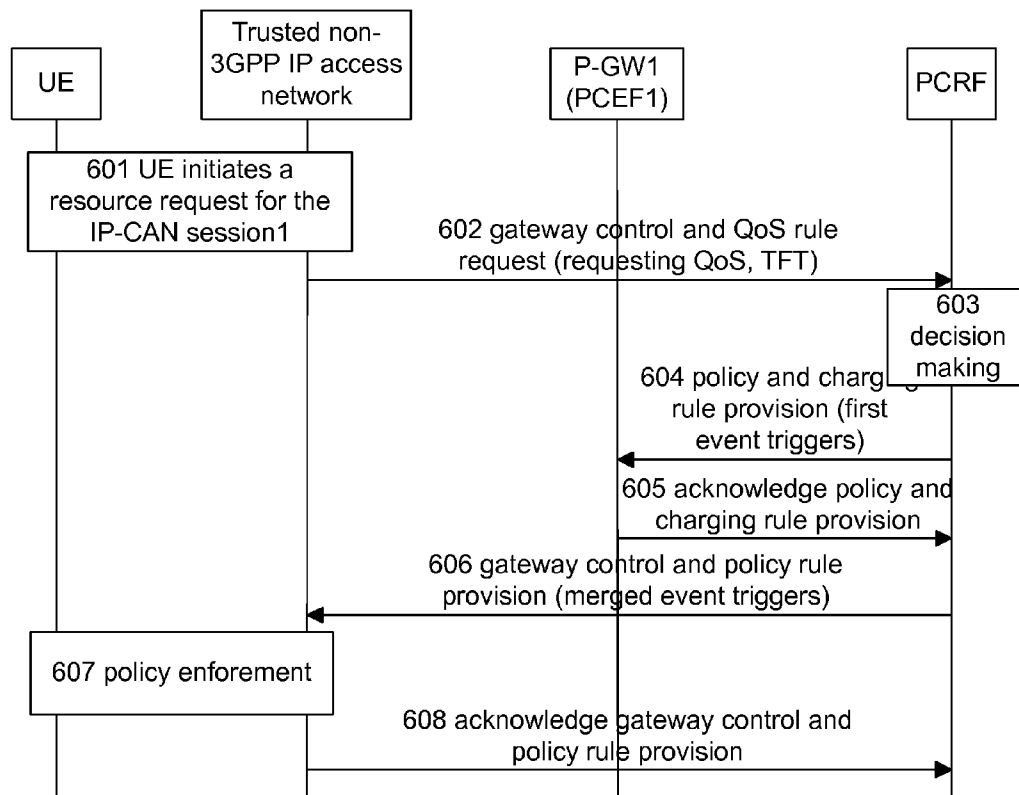 UE
Trusted non-
3GPP IP access
network
P-GW1
(PCEF1)
PCRF
601 UE initiates a
resource request for the
IP-CAN session1
602 gateway control and QoS rule
request (requesting QoS, TFT)
603
decision
making
604 policy and charging
rule provision (first
event triggers)
605 acknowledge policy and
charging rule provision
606 gateway control and policy rule
provision (merged event triggers)
607 policy enforement
608 acknowledge gateway control and
policy rule provision